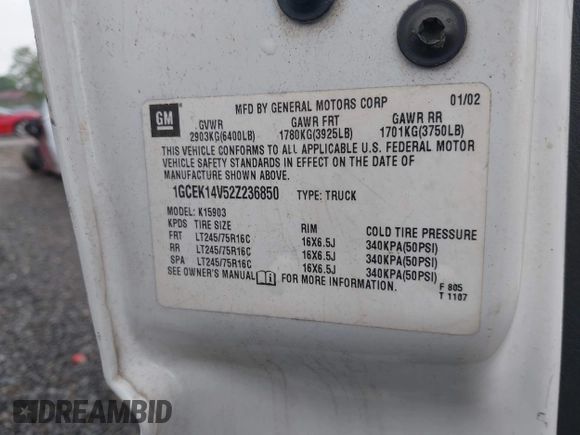 GM
MFD BY GENERAL MOTORS CORP 01/02
GVWR GAWR FRT GAWR RR
2903KG(6400LB) 1780KG(3925LB) 1701KG(3750LB)
THIS VEHICLE CONFORMS TO ALL APPLICABLE U.S. FEDERAL MOTOR
VEHICLE SAFETY STANDARDS IN EFFECT ON THE DATE OF
MANUFACTURE SHOWN ABOVE.
1GCEK14V52Z236850 TYPE: TRUCK
MODEL: K15903
KPDS TIRE SIZE RIM COLD TIRE PRESSURE
FRT LT245/75R16C 16X6.5J 340KPA(50PSI)
RR LT245/75R16C 16X6.5J 340KPA(50PSI)
SPA LT245/75R16C 16X6.5J 340KPA(50PSI)
SEE OWNER'S MANUAL FOR MORE INFORMATION.
F 805
T 1107
DREAMBID